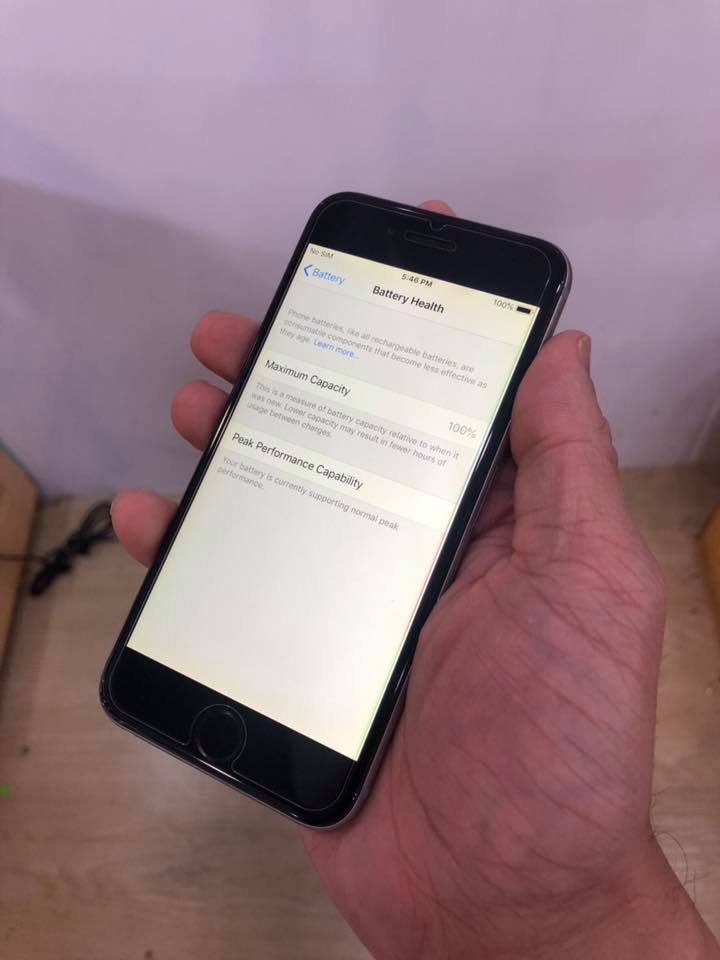 No SIM 5:46 PM 100%
Battery Battery Health
Phone batteries, like all rechargeable batteries, are
consumable components that become less effective as
they age. Learn more...
Maximum Capacity 100%
This is a measure of battery capacity relative to when it
was new. Lower capacity may result in fewer hours of
usage between charges.
Peak Performance Capability
Your battery is currently supporting normal peak
performance.